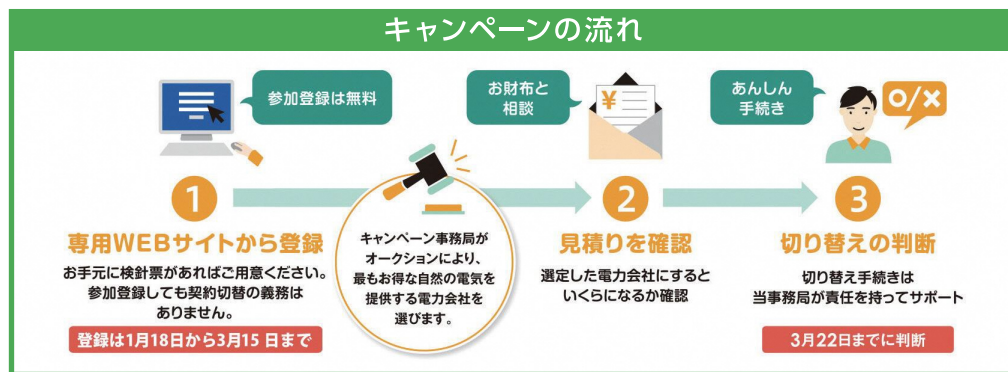 キャンペーンの流れ
参加登録は無料
1
専用WEBサイトから登録
お手元に検針票があればご用意ください。
参加登録しても契約切替の義務は
ありません。
登録は1月18日から3月15日まで
キャンペーン事務局が
オークションにより、
最もお得な自然の電気を
提供する電力会社を
選びます。
お財布と
相談
¥
2
見積りを確認
選定した電力会社にすると
いくらになるか確認
あんしん
手続き
O/X
3
切り替えの判断
切り替え手続きは
当事務局が責任を持ってサポート
3月22日までに判断